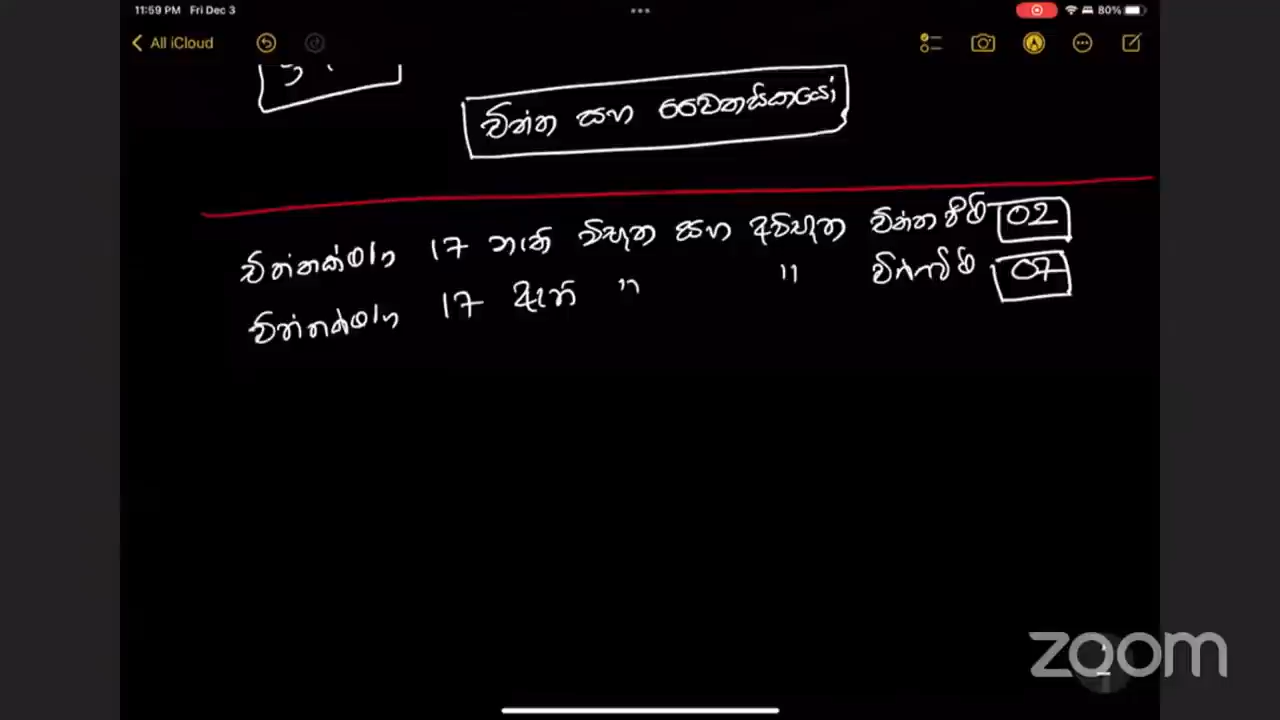 11:59 PM Fri Dec 3
80%
All iCloud
චිත්ත සහ චෛතසිකයෝ
චිත්තක්ෂණ 17 නැති විභූත සහ අවිභූත චිත්ත වීථි 02
චිත්තක්ෂණ 17 ඇති " " චිත්තවීථි 07
zoom